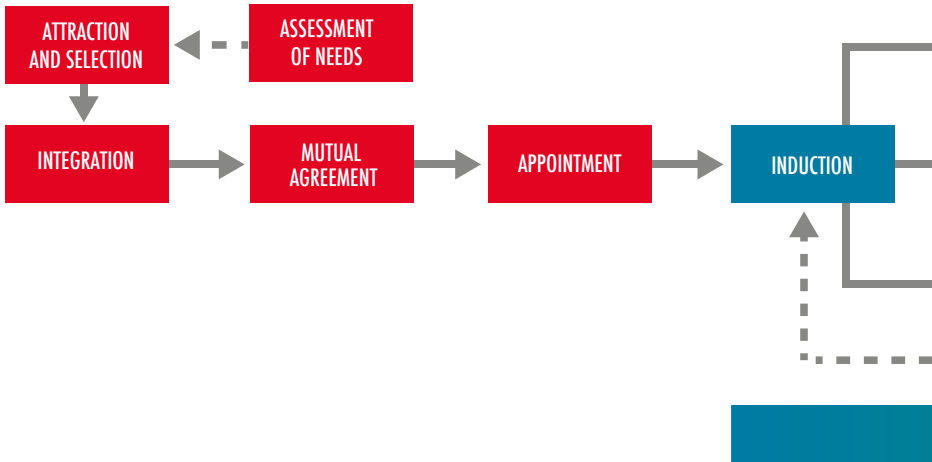 ATTRACTION
AND SELECTION
ASSESSMENT
OF NEEDS
INTEGRATION
MUTUAL
AGREEMENT
APPOINTMENT
INDUCTION